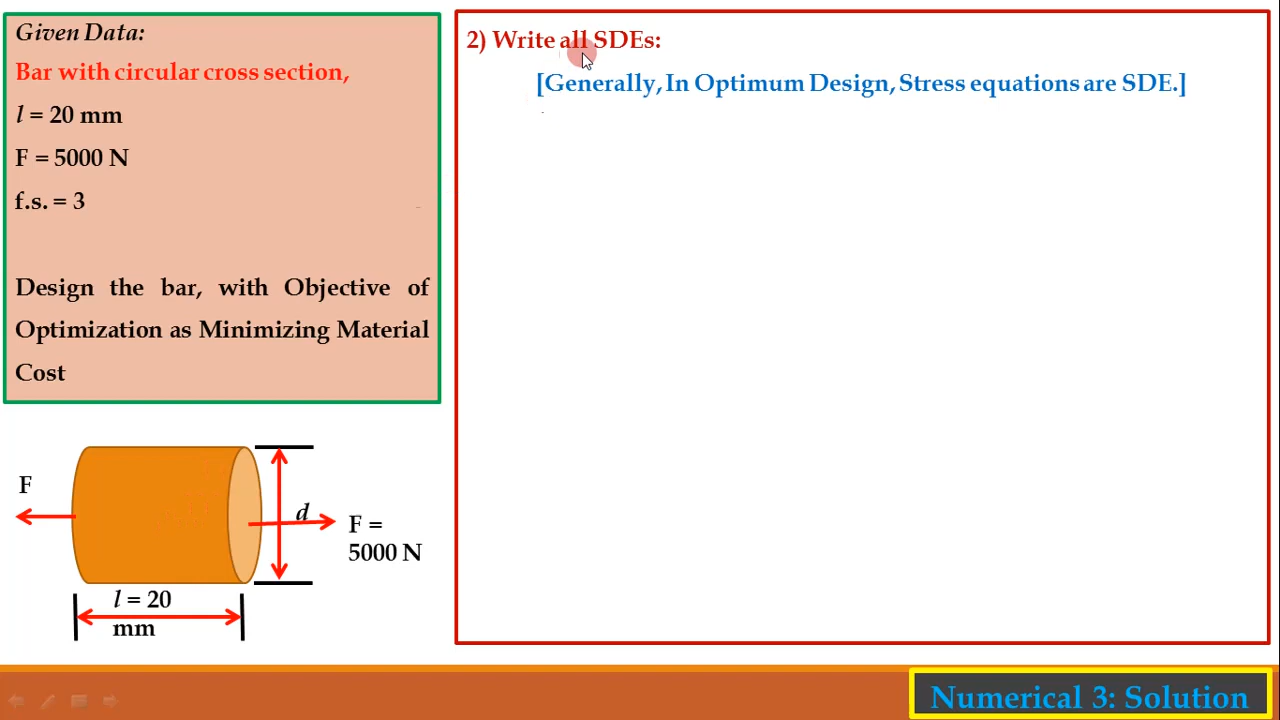 Given Data:
Bar with circular cross section,
l = 20 mm
F = 5000 N
f.s. = 3
Design the bar, with Objective of
Optimization as Minimizing Material
Cost
2) Write all SDEs:
[Generally, In Optimum Design, Stress equations are SDE.]
F
d
F =
5000 N
l = 20
mm
Numerical 3: Solution